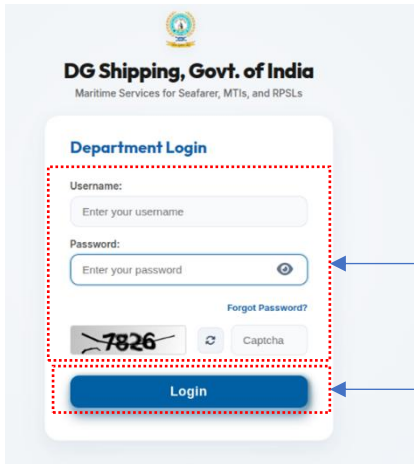 DG Shipping, Govt. of India
Maritime Services for Seafarer, MTIs, and RPSLs
Department Login
Username:
Enter your username
Password:
Enter your password
Forgot Password?
7826 Captcha
Login